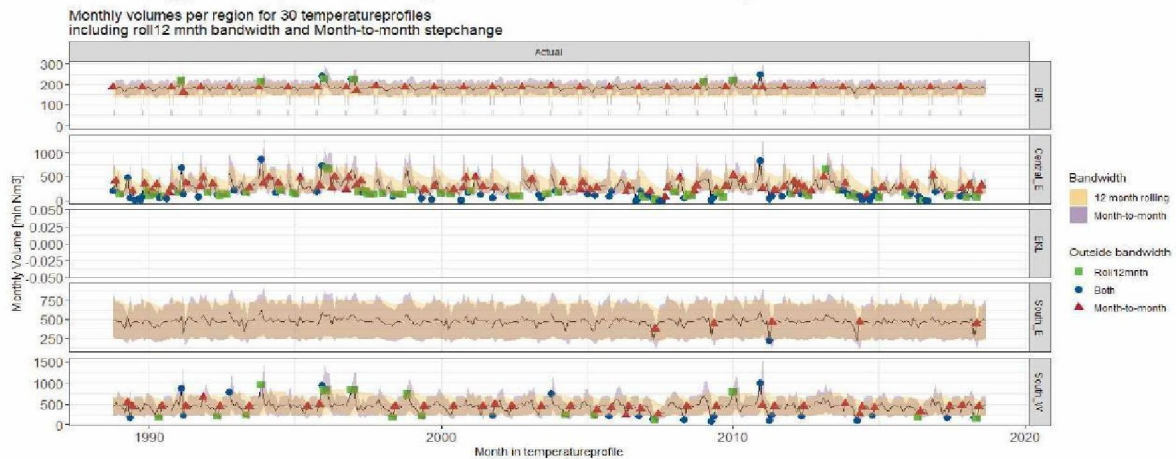 Monthly volumes per region for 30 temperatureprofiles
including roll12 mnth bandwidth and Month-to-month stepchange
Actual
300
200
100
0
BIR
1000
500
0
Central_E
0.050
0.025
0.000
-0.025
-0.050
EKL
750
500
250
South_E
1500
1000
500
0
South_W
Monthly Volume [mln Nm3]
1990
2000
2010
2020
Month in temperatureprofile
Bandwidth
12 month rolling
Month-to-month
Outside bandwidth
Roll12mnth
Both
Month-to-month